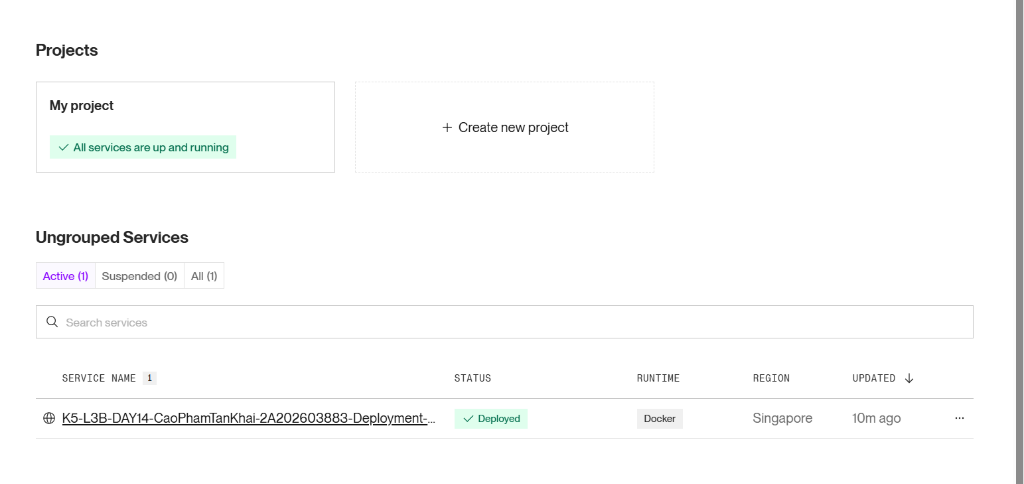 Projects
My project
All services are up and running
+ Create new project
Ungrouped Services
Active (1) Suspended (0) All (1)
Search services
SERVICE NAME 1 STATUS RUNTIME REGION UPDATED ↓
K5-L3B-DAY14-CaoPhamTanKhai-2A202603883-Deployment-... Deployed Docker Singapore 10m ago ...